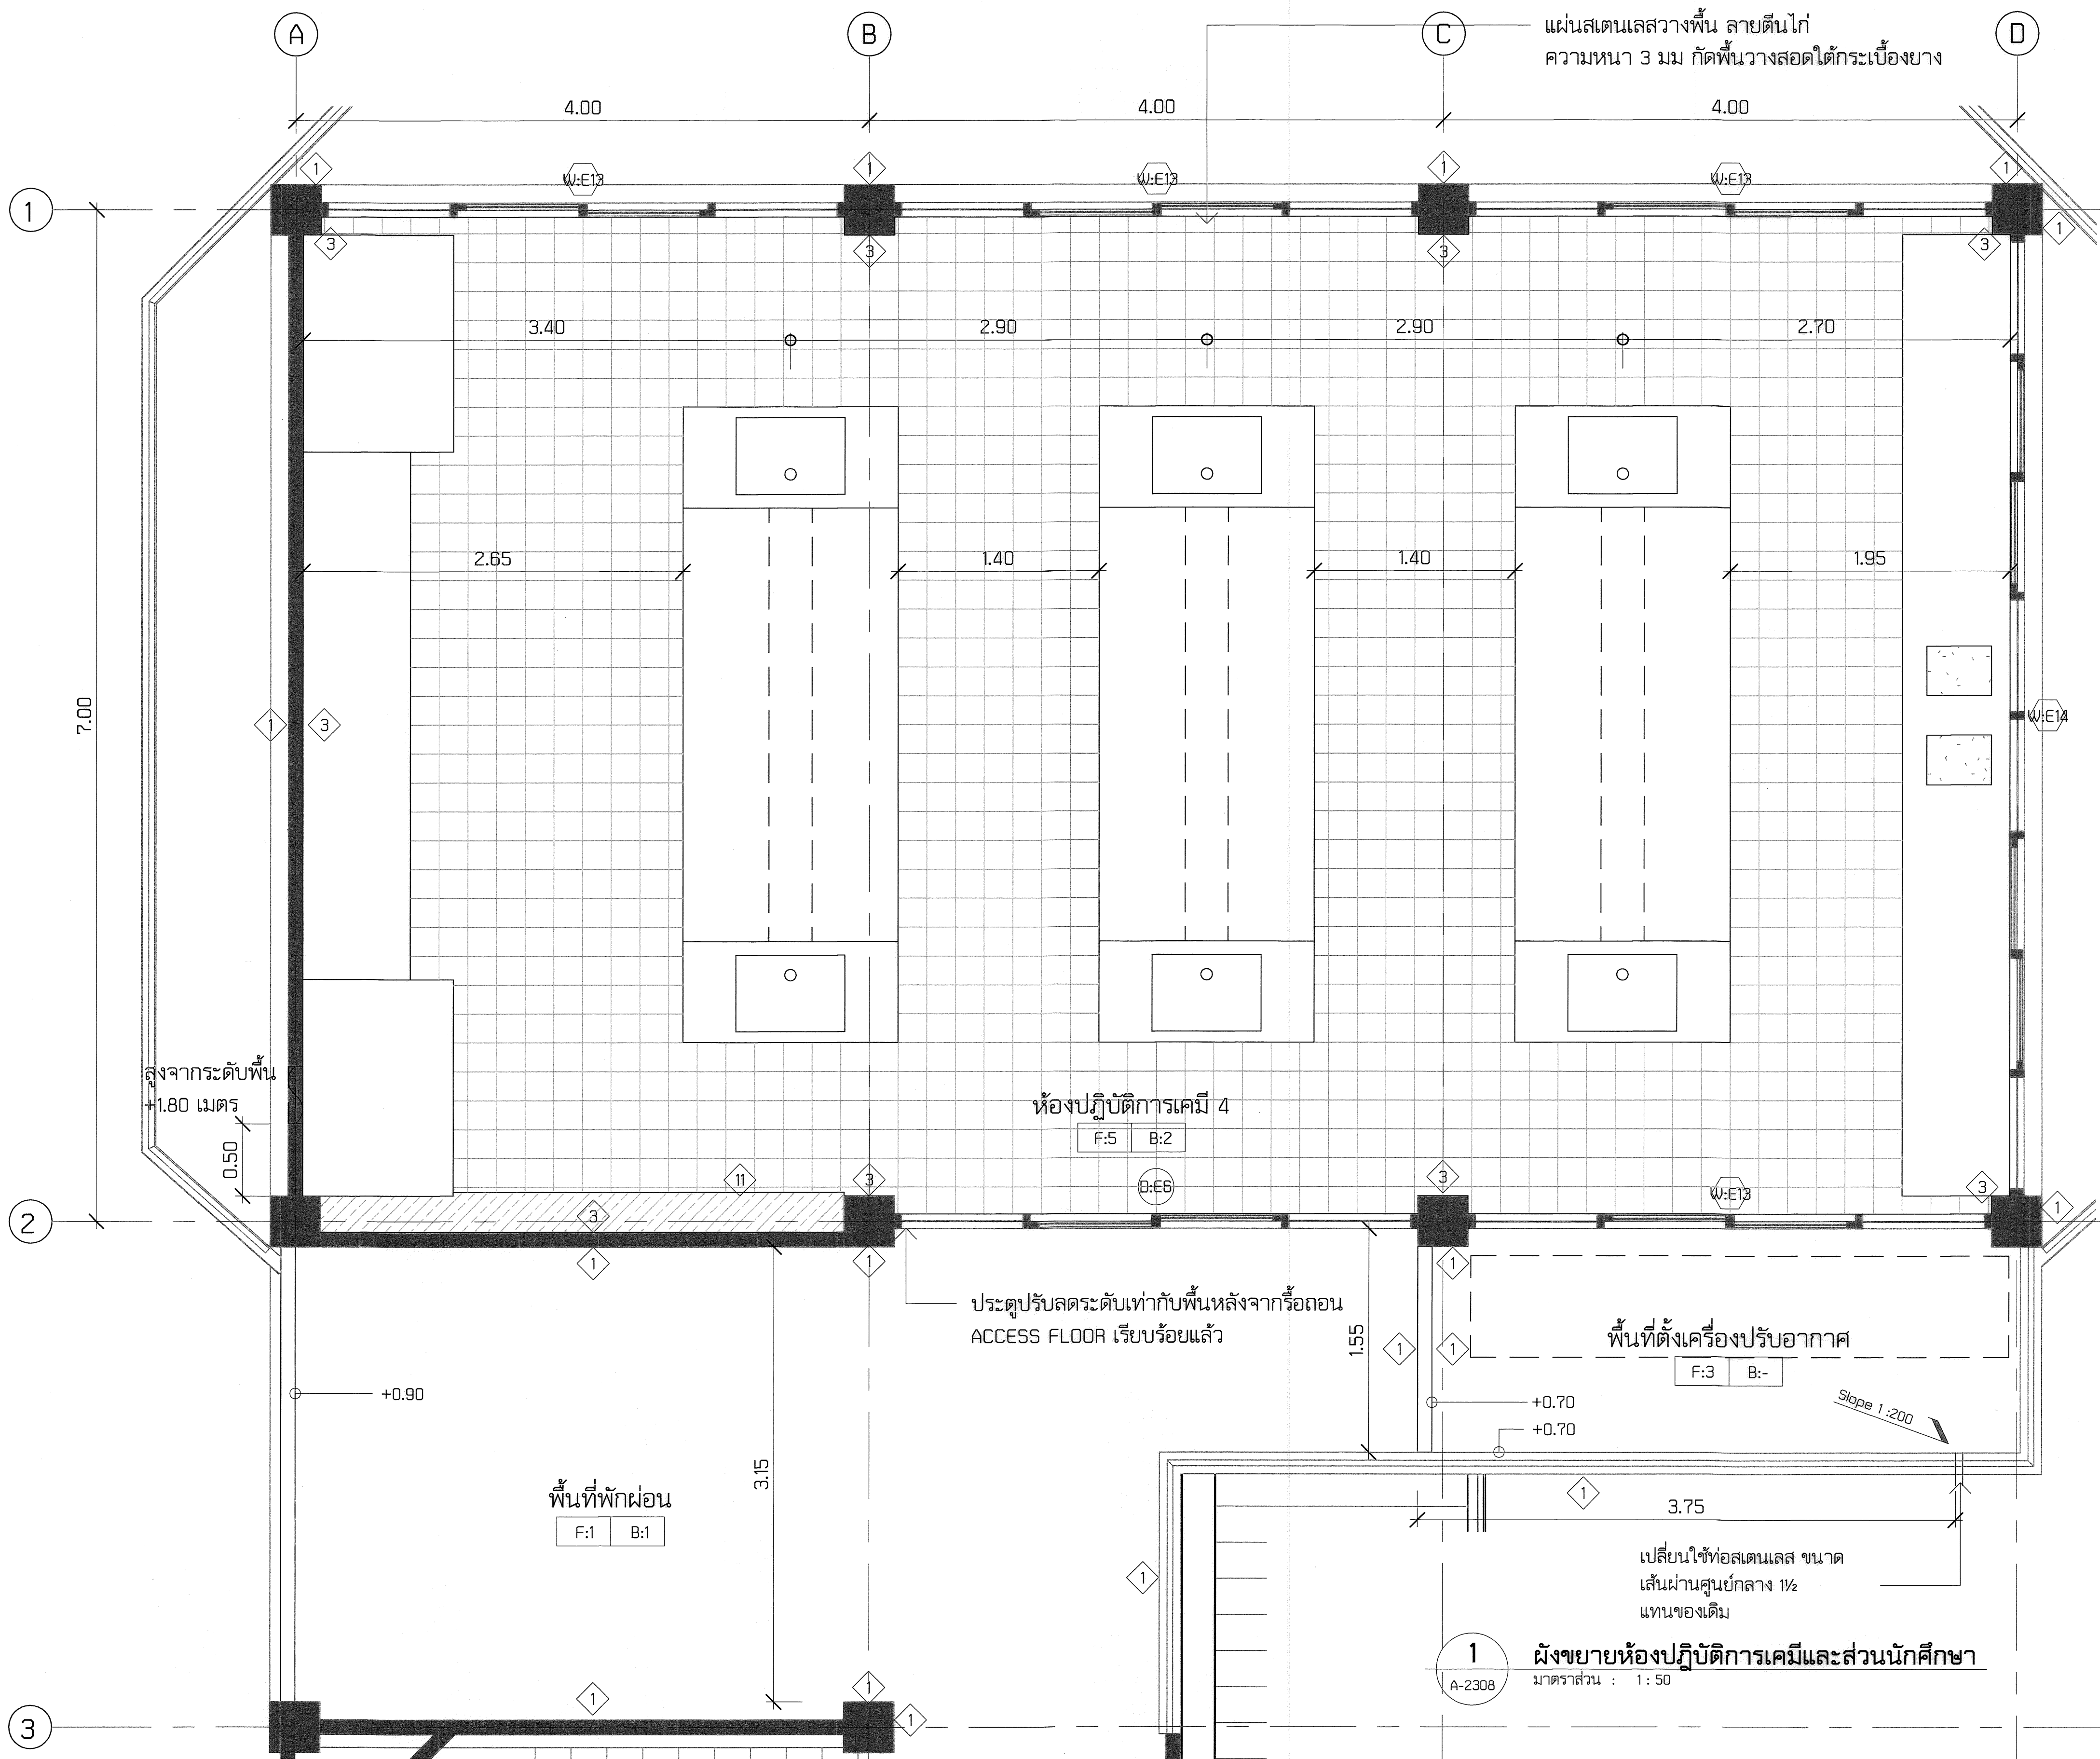 A
B
C
D
แผ่นสเตนเลสวางพื้น ลายตีนไก่
ความหนา 3 มม กัดพื้นวางสอดใต้กระเบื้องยาง
4.00
4.00
4.00
1
1
1
1
W:E13
W:E13
W:E13
1
1
3
3
3
3
3.40
2.90
2.90
2.70
2.65
1.40
1.40
1.95
7.00
1
3
W:E14
สูงจากระดับพื้น
+1.80 เมตร
0.50
ห้องปฏิบัติการเคมี 4
F:5 B:2
11
3
D:E6
3
W:E13
3
1
2
3
1
1
1
ประตูปรับลดระดับเท่ากับพื้นหลังจากรื้อถอน
ACCESS FLOOR เรียบร้อยแล้ว
1.55
1
1
พื้นที่ตั้งเครื่องปรับอากาศ
F:3 B:-
Slope 1:200
+0.90
+0.70
+0.70
3.15
พื้นที่พักผ่อน
F:1 B:1
1
3.75
1
เปลี่ยนใช้ท่อสเตนเลส ขนาด
เส้นผ่านศูนย์กลาง 1½
แทนของเดิม
1
A-2308
ผังขยายห้องปฏิบัติการเคมีและส่วนนักศึกษา
มาตราส่วน : 1 : 50
1
1
1
3